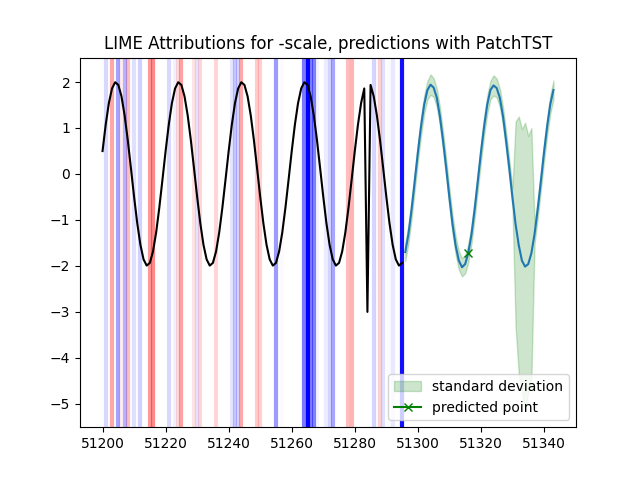 LIME Attributions for -scale, predictions with PatchTST
2
1
0
−1
−2
−3
−4
−5
standard deviation
predicted point
51200 51220 51240 51260 51280 51300 51320 51340